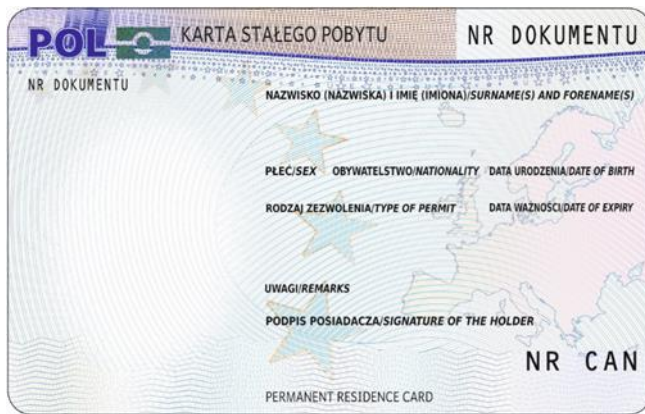 POL KARTA STAŁEGO POBYTU NR DOKUMENTU
NR DOKUMENTU
NAZWISKO (NAZWISKA) I IMIĘ (IMIONA)/SURNAME(S) AND FORENAME(S)
PŁEĆ/SEX OBYWATELSTWO/NATIONALITY DATA URODZENIA/DATE OF BIRTH
RODZAJ ZEZWOLENIA/TYPE OF PERMIT DATA WAŻNOŚCI/DATE OF EXPIRY
UWAGI/REMARKS
PODPIS POSIADACZA/SIGNATURE OF THE HOLDER
NR CAN
PERMANENT RESIDENCE CARD